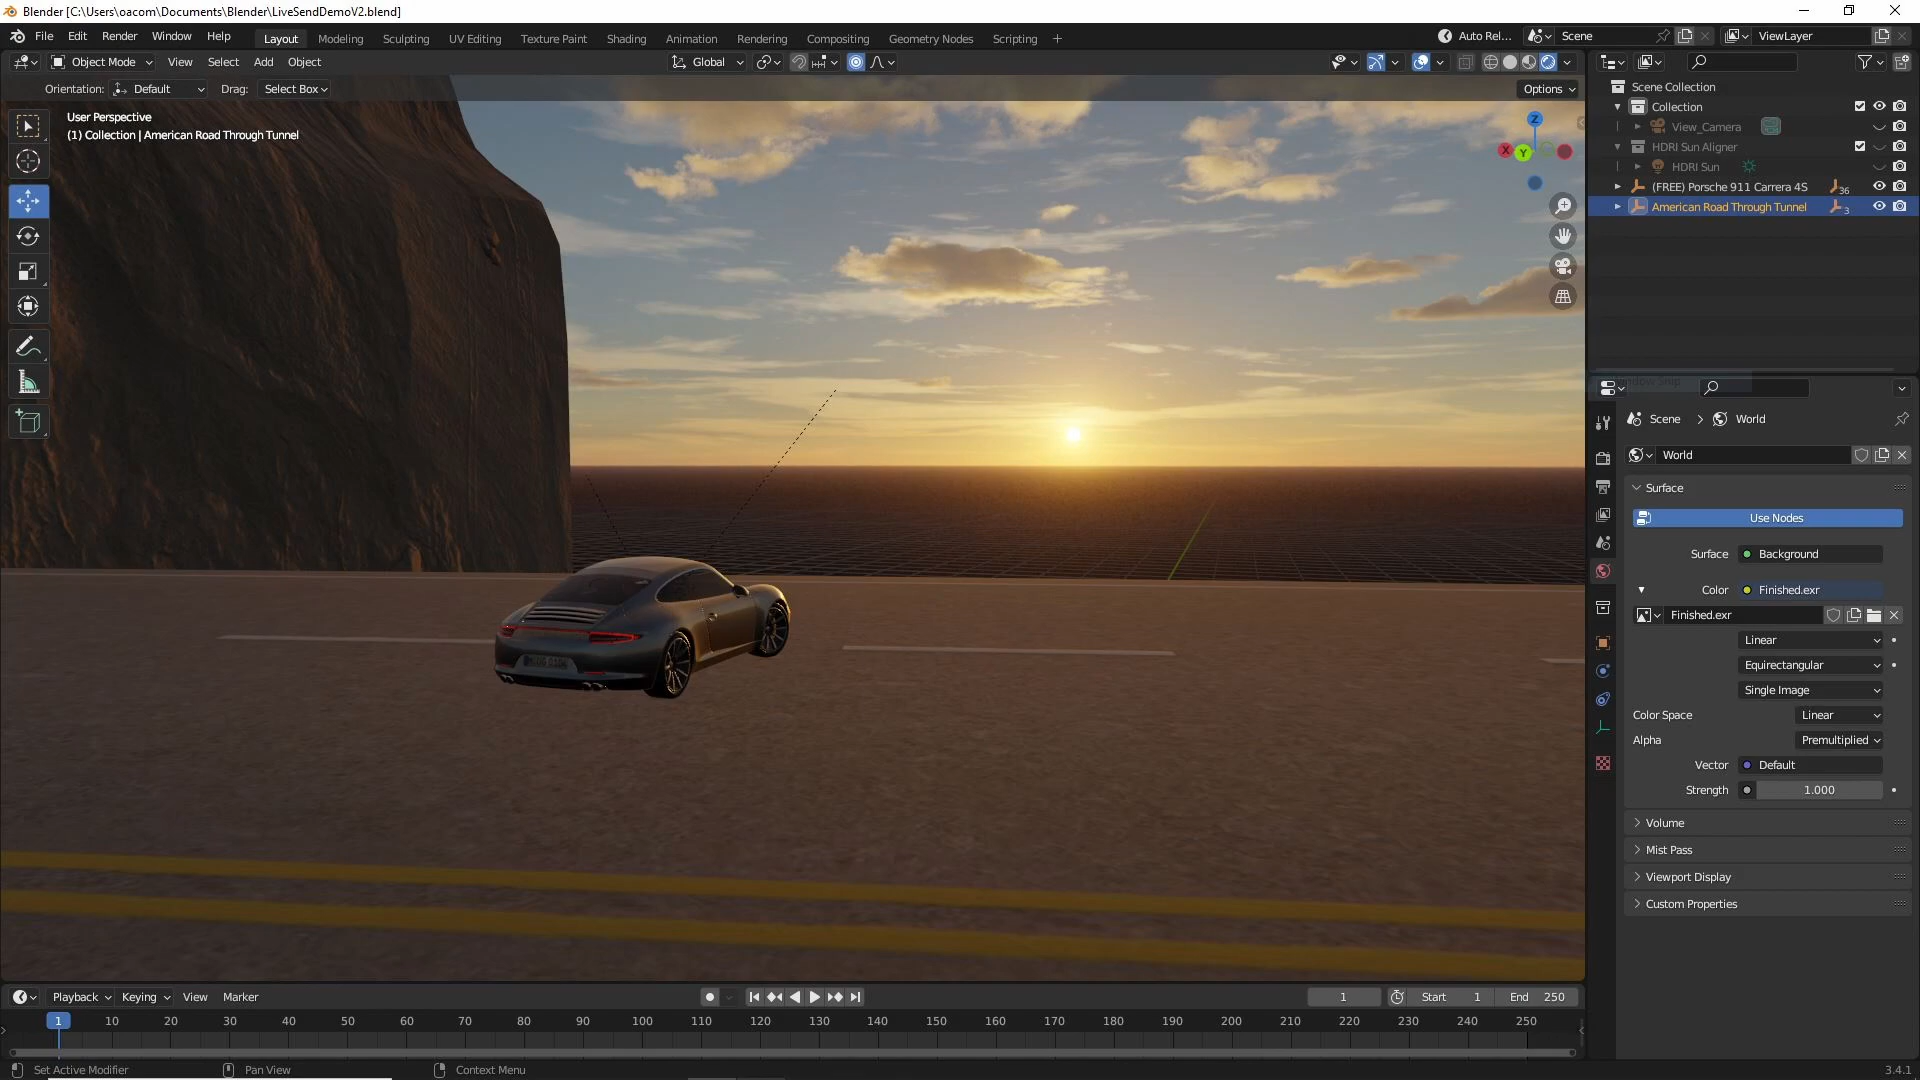 Blender [C:\Users\oacom\Documents\Blender\LiveSendDemoV2.blend]
File Edit Render Window Help Layout Modeling Sculpting UV Editing Texture Paint Shading Animation Rendering Compositing Geometry Nodes Scripting + Auto Rel... Scene ViewLayer
Object Mode View Select Add Object Global
Orientation: Default Drag: Select Box Options
User Perspective
(1) Collection | American Road Through Tunnel
Z
X Y
Scene Collection
Collection
View_Camera
HDRI Sun Aligner
HDRI Sun
(FREE) Porsche 911 Carrera 4S 36
American Road Through Tunnel 3
Scene > World
World
Surface
Use Nodes
Surface Background
Color Finished.exr
Finished.exr
Linear
Equirectangular
Single Image
Color Space Linear
Alpha Premultiplied
Vector Default
Strength 1.000
Volume
Mist Pass
Viewport Display
Custom Properties
Playback Keying View Marker 1 Start 1 End 250
1 10 20 30 40 50 60 70 80 90 100 110 120 130 140 150 160 170 180 190 200 210 220 230 240 250
Set Active Modifier Pan View Context Menu 3.4.1